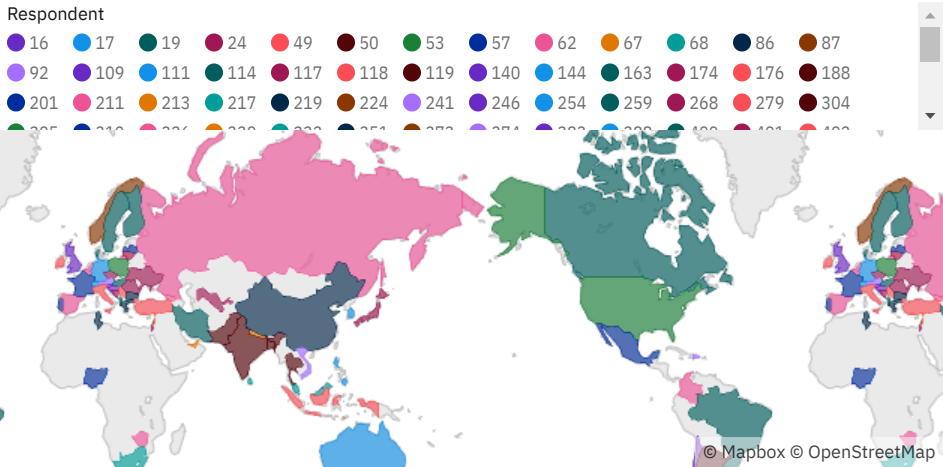 Respondent
16 17 19 24 49 50 53 57 62 67 68 86 87
92 109 111 114 117 118 119 140 144 163 174 176 188
201 211 213 217 219 224 241 246 254 259 268 279 304
© Mapbox © OpenStreetMap